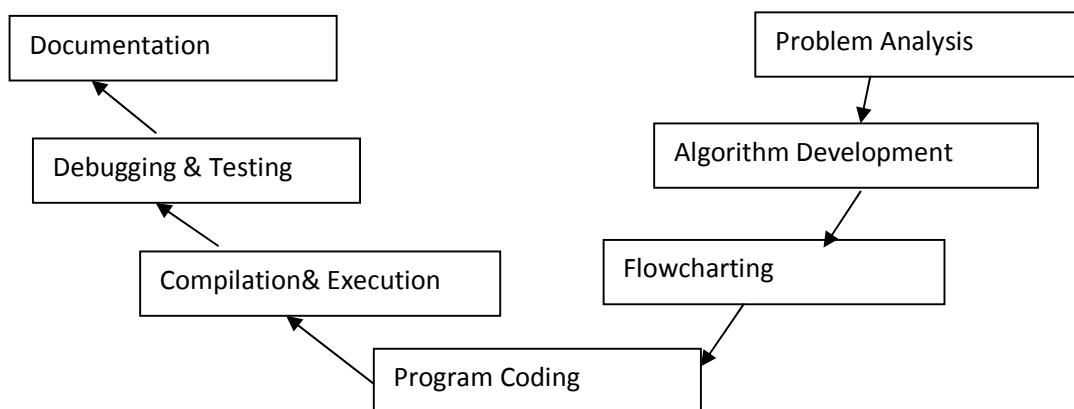 Documentation
Problem Analysis
Debugging & Testing
Algorithm Development
Compilation& Execution
Flowcharting
Program Coding